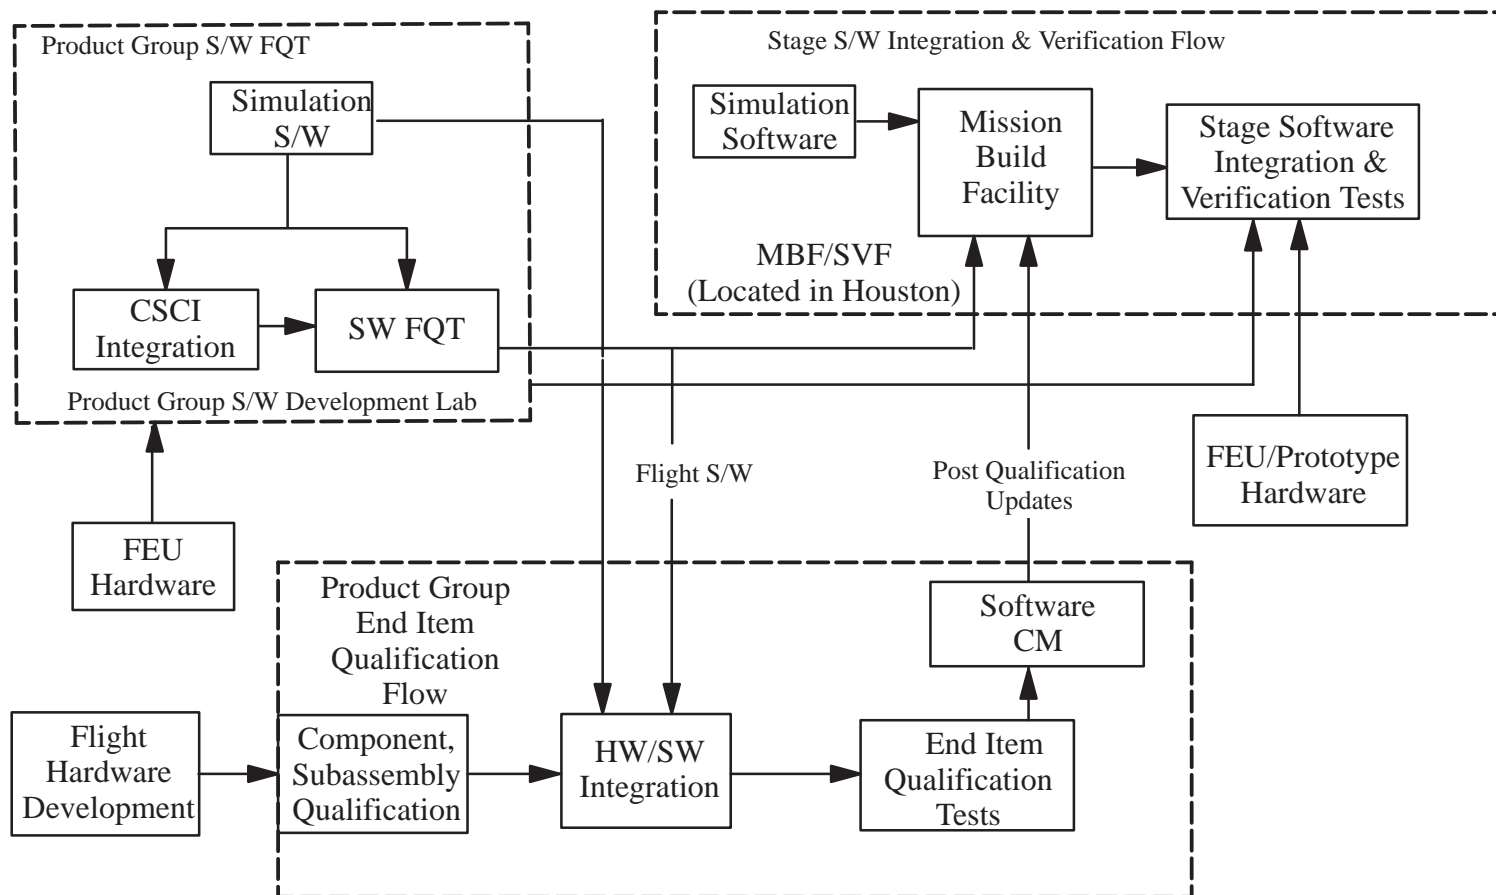 Product Group S/W FQT
Simulation
S/W
CSCI
Integration
SW FQT
Product Group S/W Development Lab
FEU
Hardware
Stage S/W Integration & Verification Flow
Simulation
Software
Mission
Build
Facility
Stage Software
Integration &
Verification Tests
MBF/SVF
(Located in Houston)
FEU/Prototype
Hardware
Flight S/W
Post Qualification
Updates
Product Group
End Item
Qualification
Flow
Software
CM
Flight
Hardware
Development
Component,
Subassembly
Qualification
HW/SW
Integration
End Item
Qualification
Tests